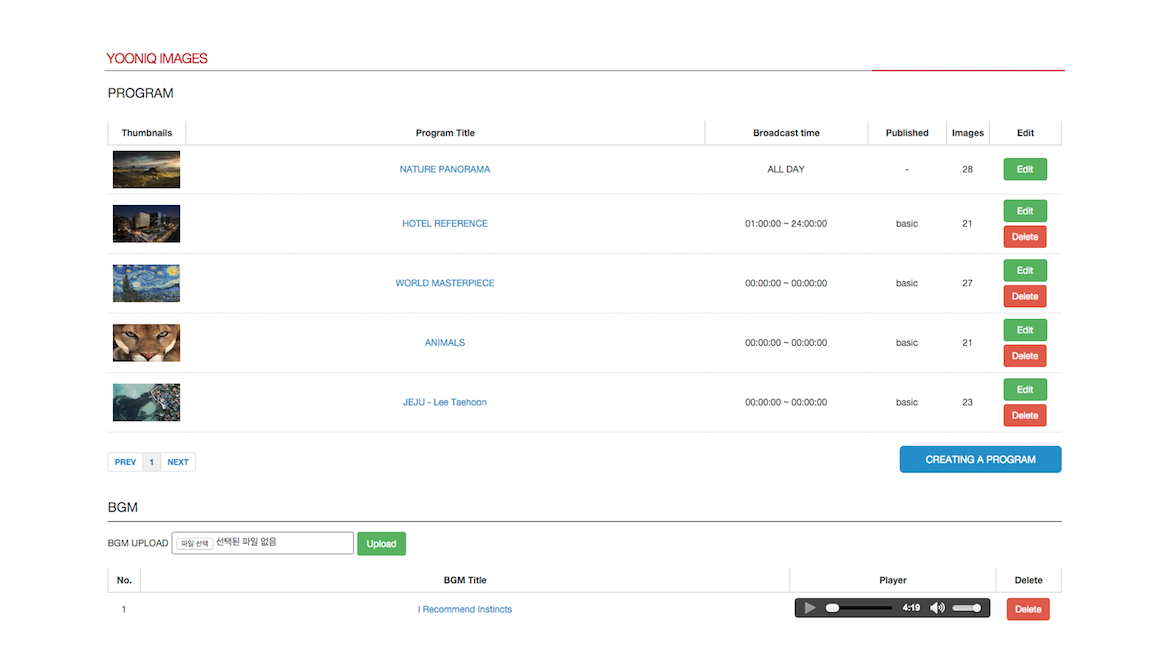 YOONIQ IMAGES
PROGRAM
Thumbnails Program Title Broadcast time Published Images Edit
NATURE PANORAMA ALL DAY - 28 Edit
HOTEL REFERENCE 01:00:00 ~ 24:00:00 basic 21 Edit
Delete
WORLD MASTERPIECE 00:00:00 ~ 00:00:00 basic 27 Edit
Delete
ANIMALS 00:00:00 ~ 00:00:00 basic 21 Edit
Delete
JEJU - Lee Taehoon 00:00:00 ~ 00:00:00 basic 23 Edit
Delete
PREV 1 NEXT CREATING A PROGRAM
BGM
BGM UPLOAD 파일 선택 선택된 파일 없음 Upload
No. BGM Title Player Delete
1 I Recommend Instincts 4:19 Delete